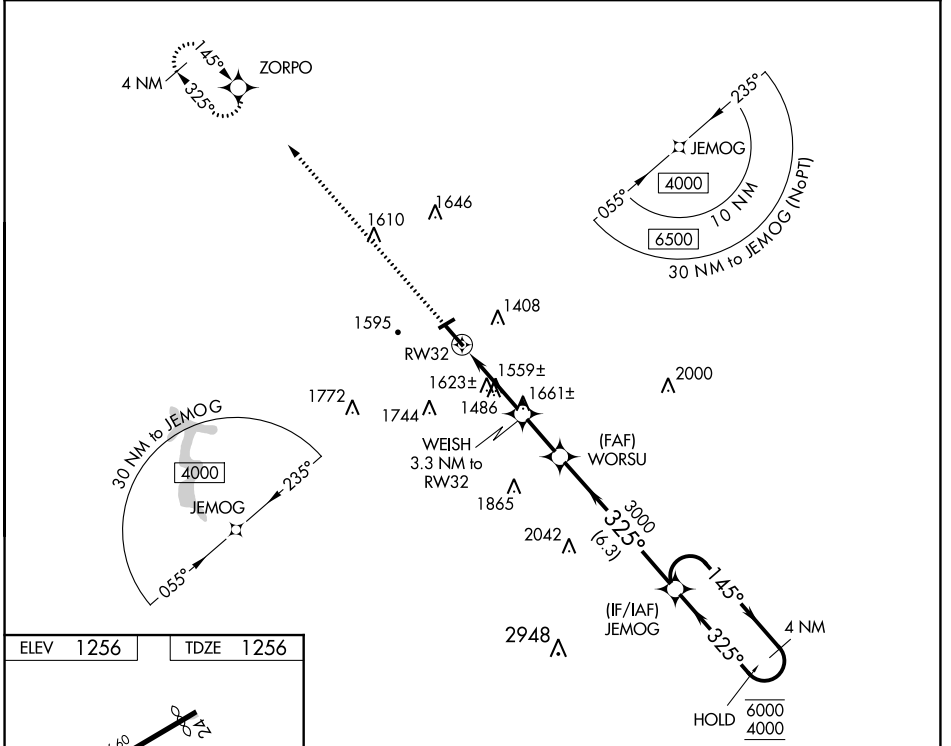 145°
ZORPO
4 NM
325°
235°
JEMOG
4000
055°
10 NM
6500
30 NM to JEMOG (NoPT)
1646
1610
1408
1595
RW32
1559±
1623±
2000
1661±
1772
1744
1486
WEISH
3.3 NM to
RW32
(FAF)
WORSU
30 NM to JEMOG
4000
235°
JEMOG
055°
1865
3000
325°
(6.3)
2042
145°
(IF/IAF)
JEMOG
4 NM
325°
2948
HOLD
6000
4000
ELEV 1256
TDZE 1256
24